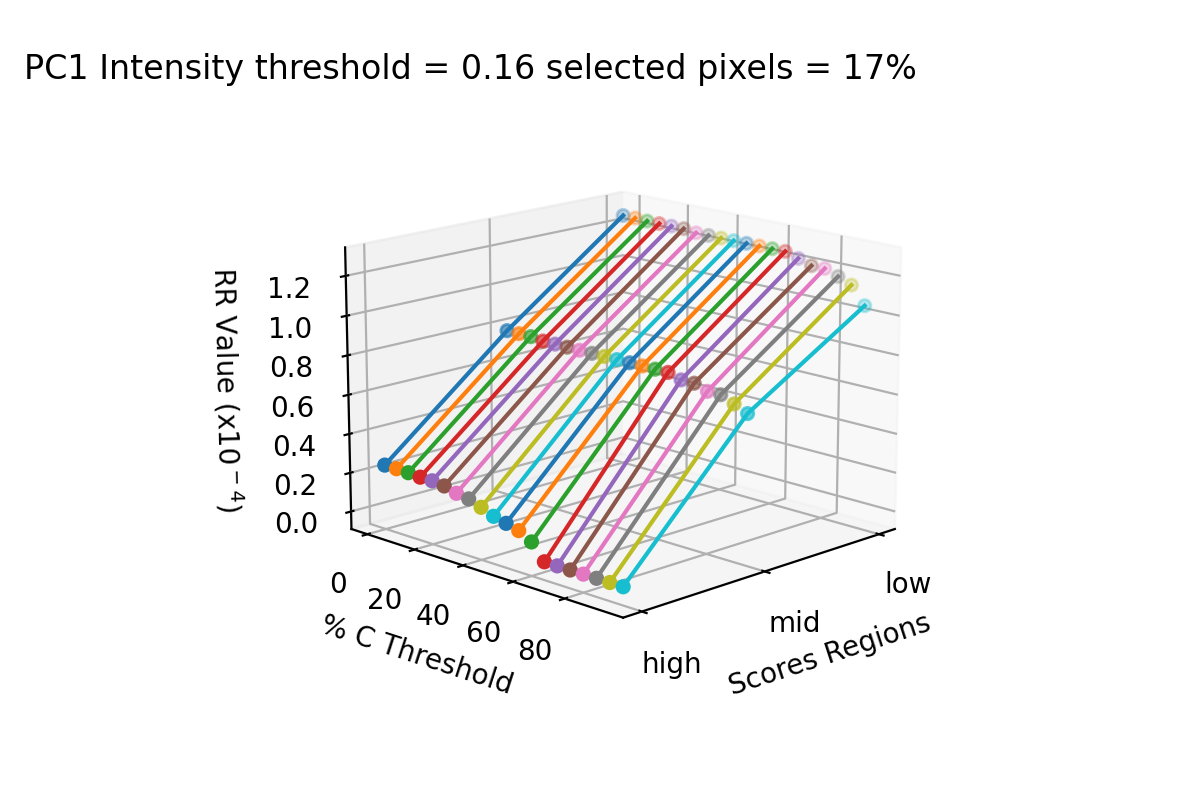 PC1 Intensity threshold = 0.16 selected pixels = 17%
RR Value (x10⁻⁴)
1.2
1.0
0.8
0.6
0.4
0.2
0.0
0
20
40
60
80
% C Threshold
high
mid
low
Scores Regions